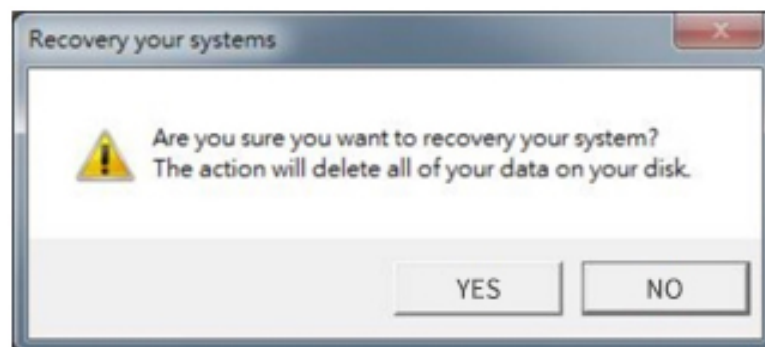 Recovery your systems
Are you sure you want to recovery your system?
The action will delete all of your data on your disk.
YES
NO